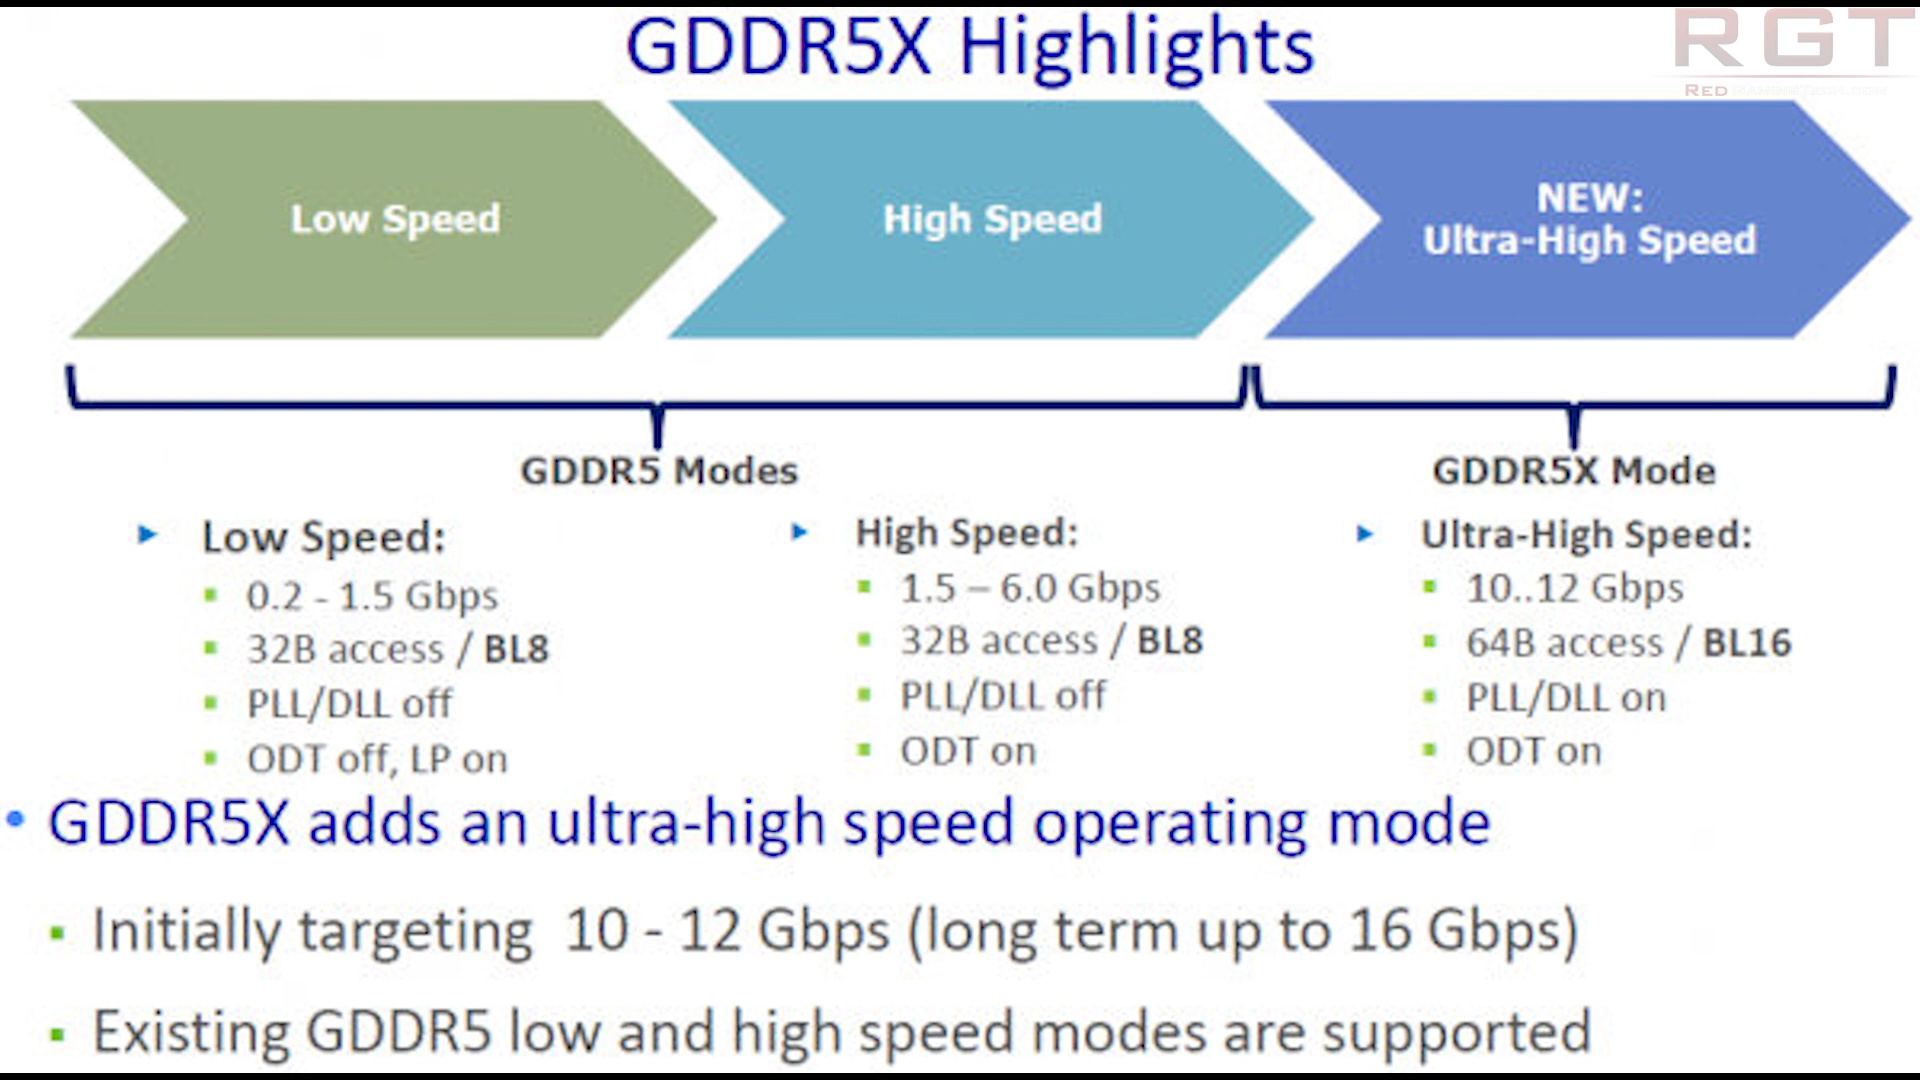 GDDR5X Highlights
RGT
RED
Low Speed
High Speed
NEW:
Ultra-High Speed
GDDR5 Modes
GDDR5X Mode
Low Speed:
0.2 - 1.5 Gbps
32B access / BL8
PLL/DLL off
ODT off, LP on
High Speed:
1.5 – 6.0 Gbps
32B access / BL8
PLL/DLL off
ODT on
Ultra-High Speed:
10..12 Gbps
64B access / BL16
PLL/DLL on
ODT on
• GDDR5X adds an ultra-high speed operating mode
Initially targeting 10 - 12 Gbps (long term up to 16 Gbps)
Existing GDDR5 low and high speed modes are supported